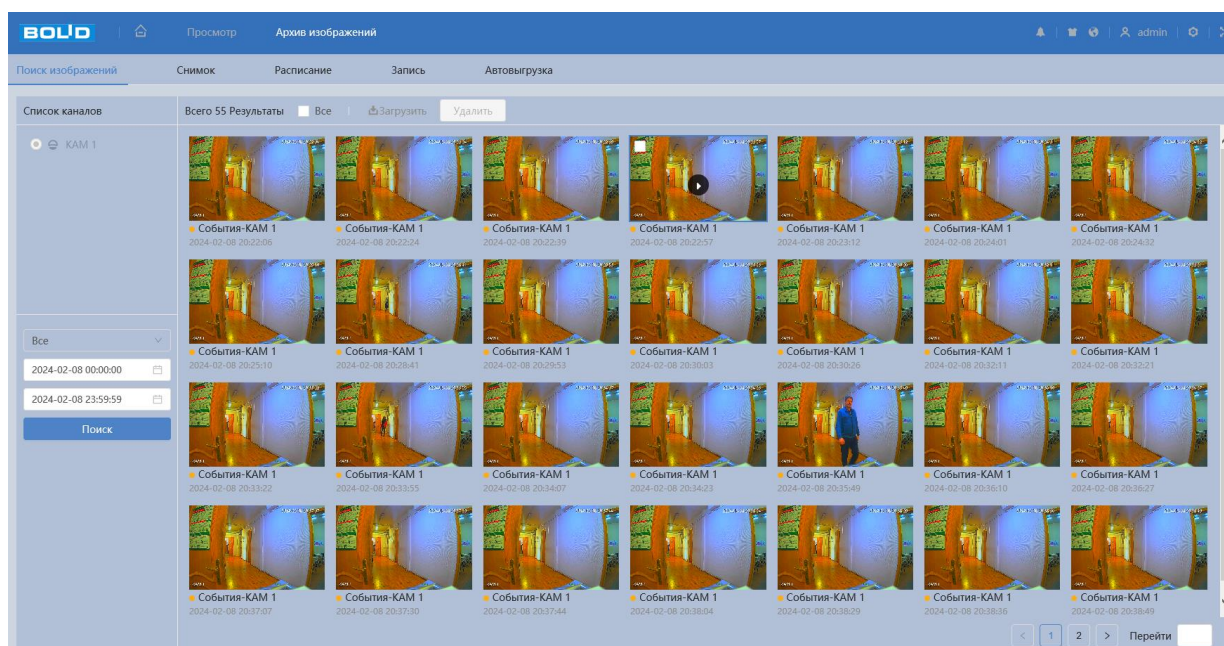 BOLID Просмотр Архив изображений admin
Поиск изображений Снимок Расписание Запись Автовыгрузка
Список каналов
Всего 55 Результаты Все Загрузить Удалить
КАМ 1
События-КАМ 1 События-КАМ 1 События-КАМ 1 События-КАМ 1 События-КАМ 1 События-КАМ 1 События-КАМ 1
2024-02-08 20:22:06 2024-02-08 20:22:24 2024-02-08 20:22:39 2024-02-08 20:22:57 2024-02-08 20:23:12 2024-02-08 20:24:01 2024-02-08 20:24:32
Все
2024-02-08 00:00:00
2024-02-08 23:59:59
Поиск
События-КАМ 1 События-КАМ 1 События-КАМ 1 События-КАМ 1 События-КАМ 1 События-КАМ 1 События-КАМ 1
2024-02-08 20:25:10 2024-02-08 20:28:41 2024-02-08 20:29:53 2024-02-08 20:30:03 2024-02-08 20:30:26 2024-02-08 20:32:11 2024-02-08 20:32:21
События-КАМ 1 События-КАМ 1 События-КАМ 1 События-КАМ 1 События-КАМ 1 События-КАМ 1 События-КАМ 1
2024-02-08 20:33:22 2024-02-08 20:33:55 2024-02-08 20:34:07 2024-02-08 20:34:23 2024-02-08 20:35:49 2024-02-08 20:36:10 2024-02-08 20:36:27
События-КАМ 1 События-КАМ 1 События-КАМ 1 События-КАМ 1 События-КАМ 1 События-КАМ 1 События-КАМ 1
2024-02-08 20:37:07 2024-02-08 20:37:30 2024-02-08 20:37:44 2024-02-08 20:38:04 2024-02-08 20:38:29 2024-02-08 20:38:36 2024-02-08 20:38:49
< 1 2 > Перейти